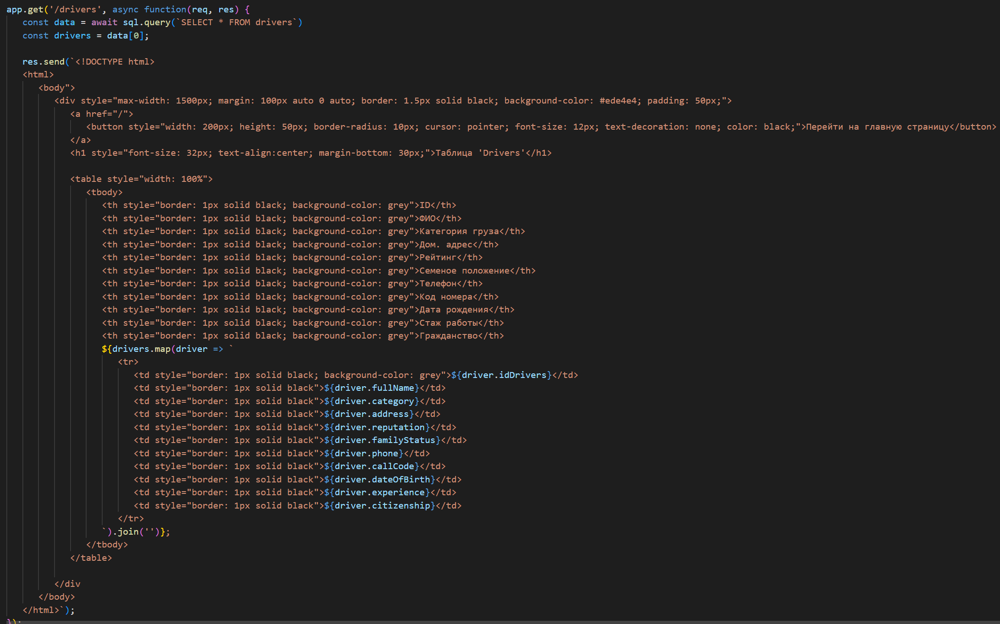 app.get('/drivers', async function(req, res) {
const data = await sql.query(`SELECT * FROM drivers`)
const drivers = data[0];
res.send(`<!DOCTYPE html>
<html>
<body">
<div style="max-width: 1500px; margin: 100px auto 0 auto; border: 1.5px solid black; background-color: #ede4e4; padding: 50px;">
<a href="/">
<button style="width: 200px; height: 50px; border-radius: 10px; cursor: pointer; font-size: 12px; text-decoration: none; color: black;">Перейти на главную страницу</button>
</a>
<h1 style="font-size: 32px; text-align:center; margin-bottom: 30px;">Таблица 'Drivers'</h1>
<table style="width: 100%">
<tbody>
<th style="border: 1px solid black; background-color: grey">ID</th>
<th style="border: 1px solid black; background-color: grey">ФИО</th>
<th style="border: 1px solid black; background-color: grey">Категория груза</th>
<th style="border: 1px solid black; background-color: grey">Дом. адрес</th>
<th style="border: 1px solid black; background-color: grey">Рейтинг</th>
<th style="border: 1px solid black; background-color: grey">Семеное положение</th>
<th style="border: 1px solid black; background-color: grey">Телефон</th>
<th style="border: 1px solid black; background-color: grey">Код номера</th>
<th style="border: 1px solid black; background-color: grey">Дата рождения</th>
<th style="border: 1px solid black; background-color: grey">Стаж работы</th>
<th style="border: 1px solid black; background-color: grey">Гражданство</th>
${drivers.map(driver => `
<tr>
<td style="border: 1px solid black; background-color: grey">${driver.idDrivers}</td>
<td style="border: 1px solid black">${driver.fullName}</td>
<td style="border: 1px solid black">${driver.category}</td>
<td style="border: 1px solid black">${driver.address}</td>
<td style="border: 1px solid black">${driver.reputation}</td>
<td style="border: 1px solid black">${driver.familyStatus}</td>
<td style="border: 1px solid black">${driver.phone}</td>
<td style="border: 1px solid black">${driver.callCode}</td>
<td style="border: 1px solid black">${driver.dateOfBirth}</td>
<td style="border: 1px solid black">${driver.experience}</td>
<td style="border: 1px solid black">${driver.citizenship}</td>
</tr>
`).join('')};
</tbody>
</table>
</div
</body>
</html>`);
});